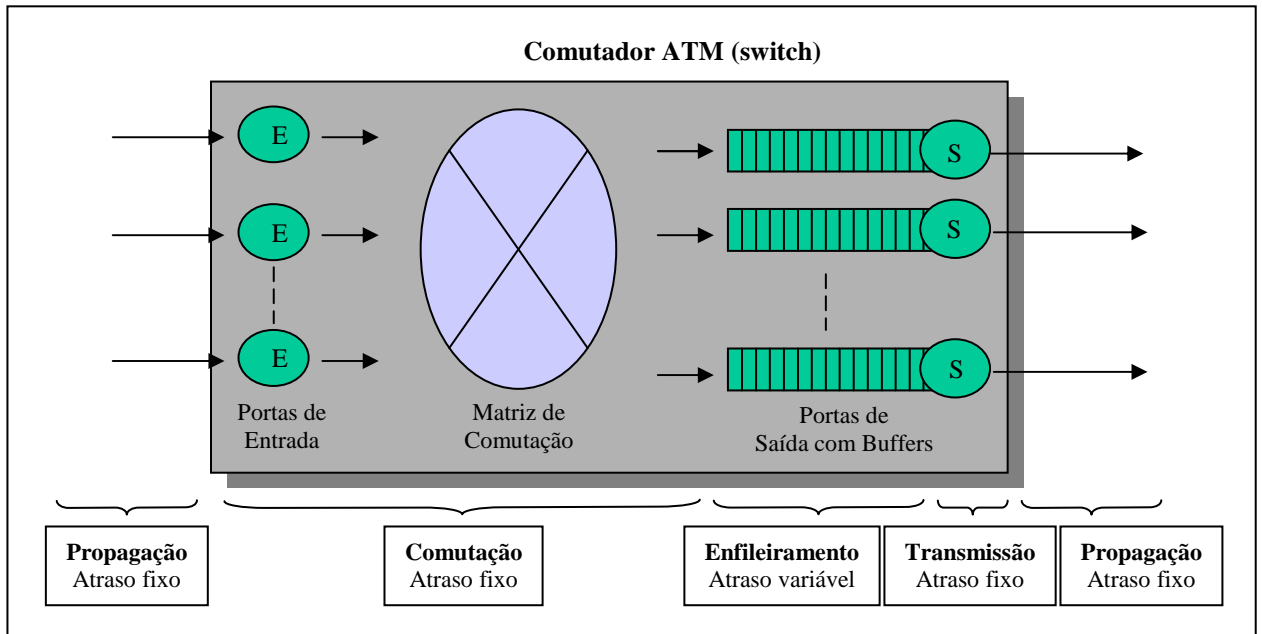 Comutador ATM (switch)
E
S
E
S
E
S
Portas de
Entrada
Matriz de
Comutação
Portas de
Saída com Buffers
Propagação
Atraso fixo
Comutação
Atraso fixo
Enfileiramento
Atraso variável
Transmissão
Atraso fixo
Propagação
Atraso fixo